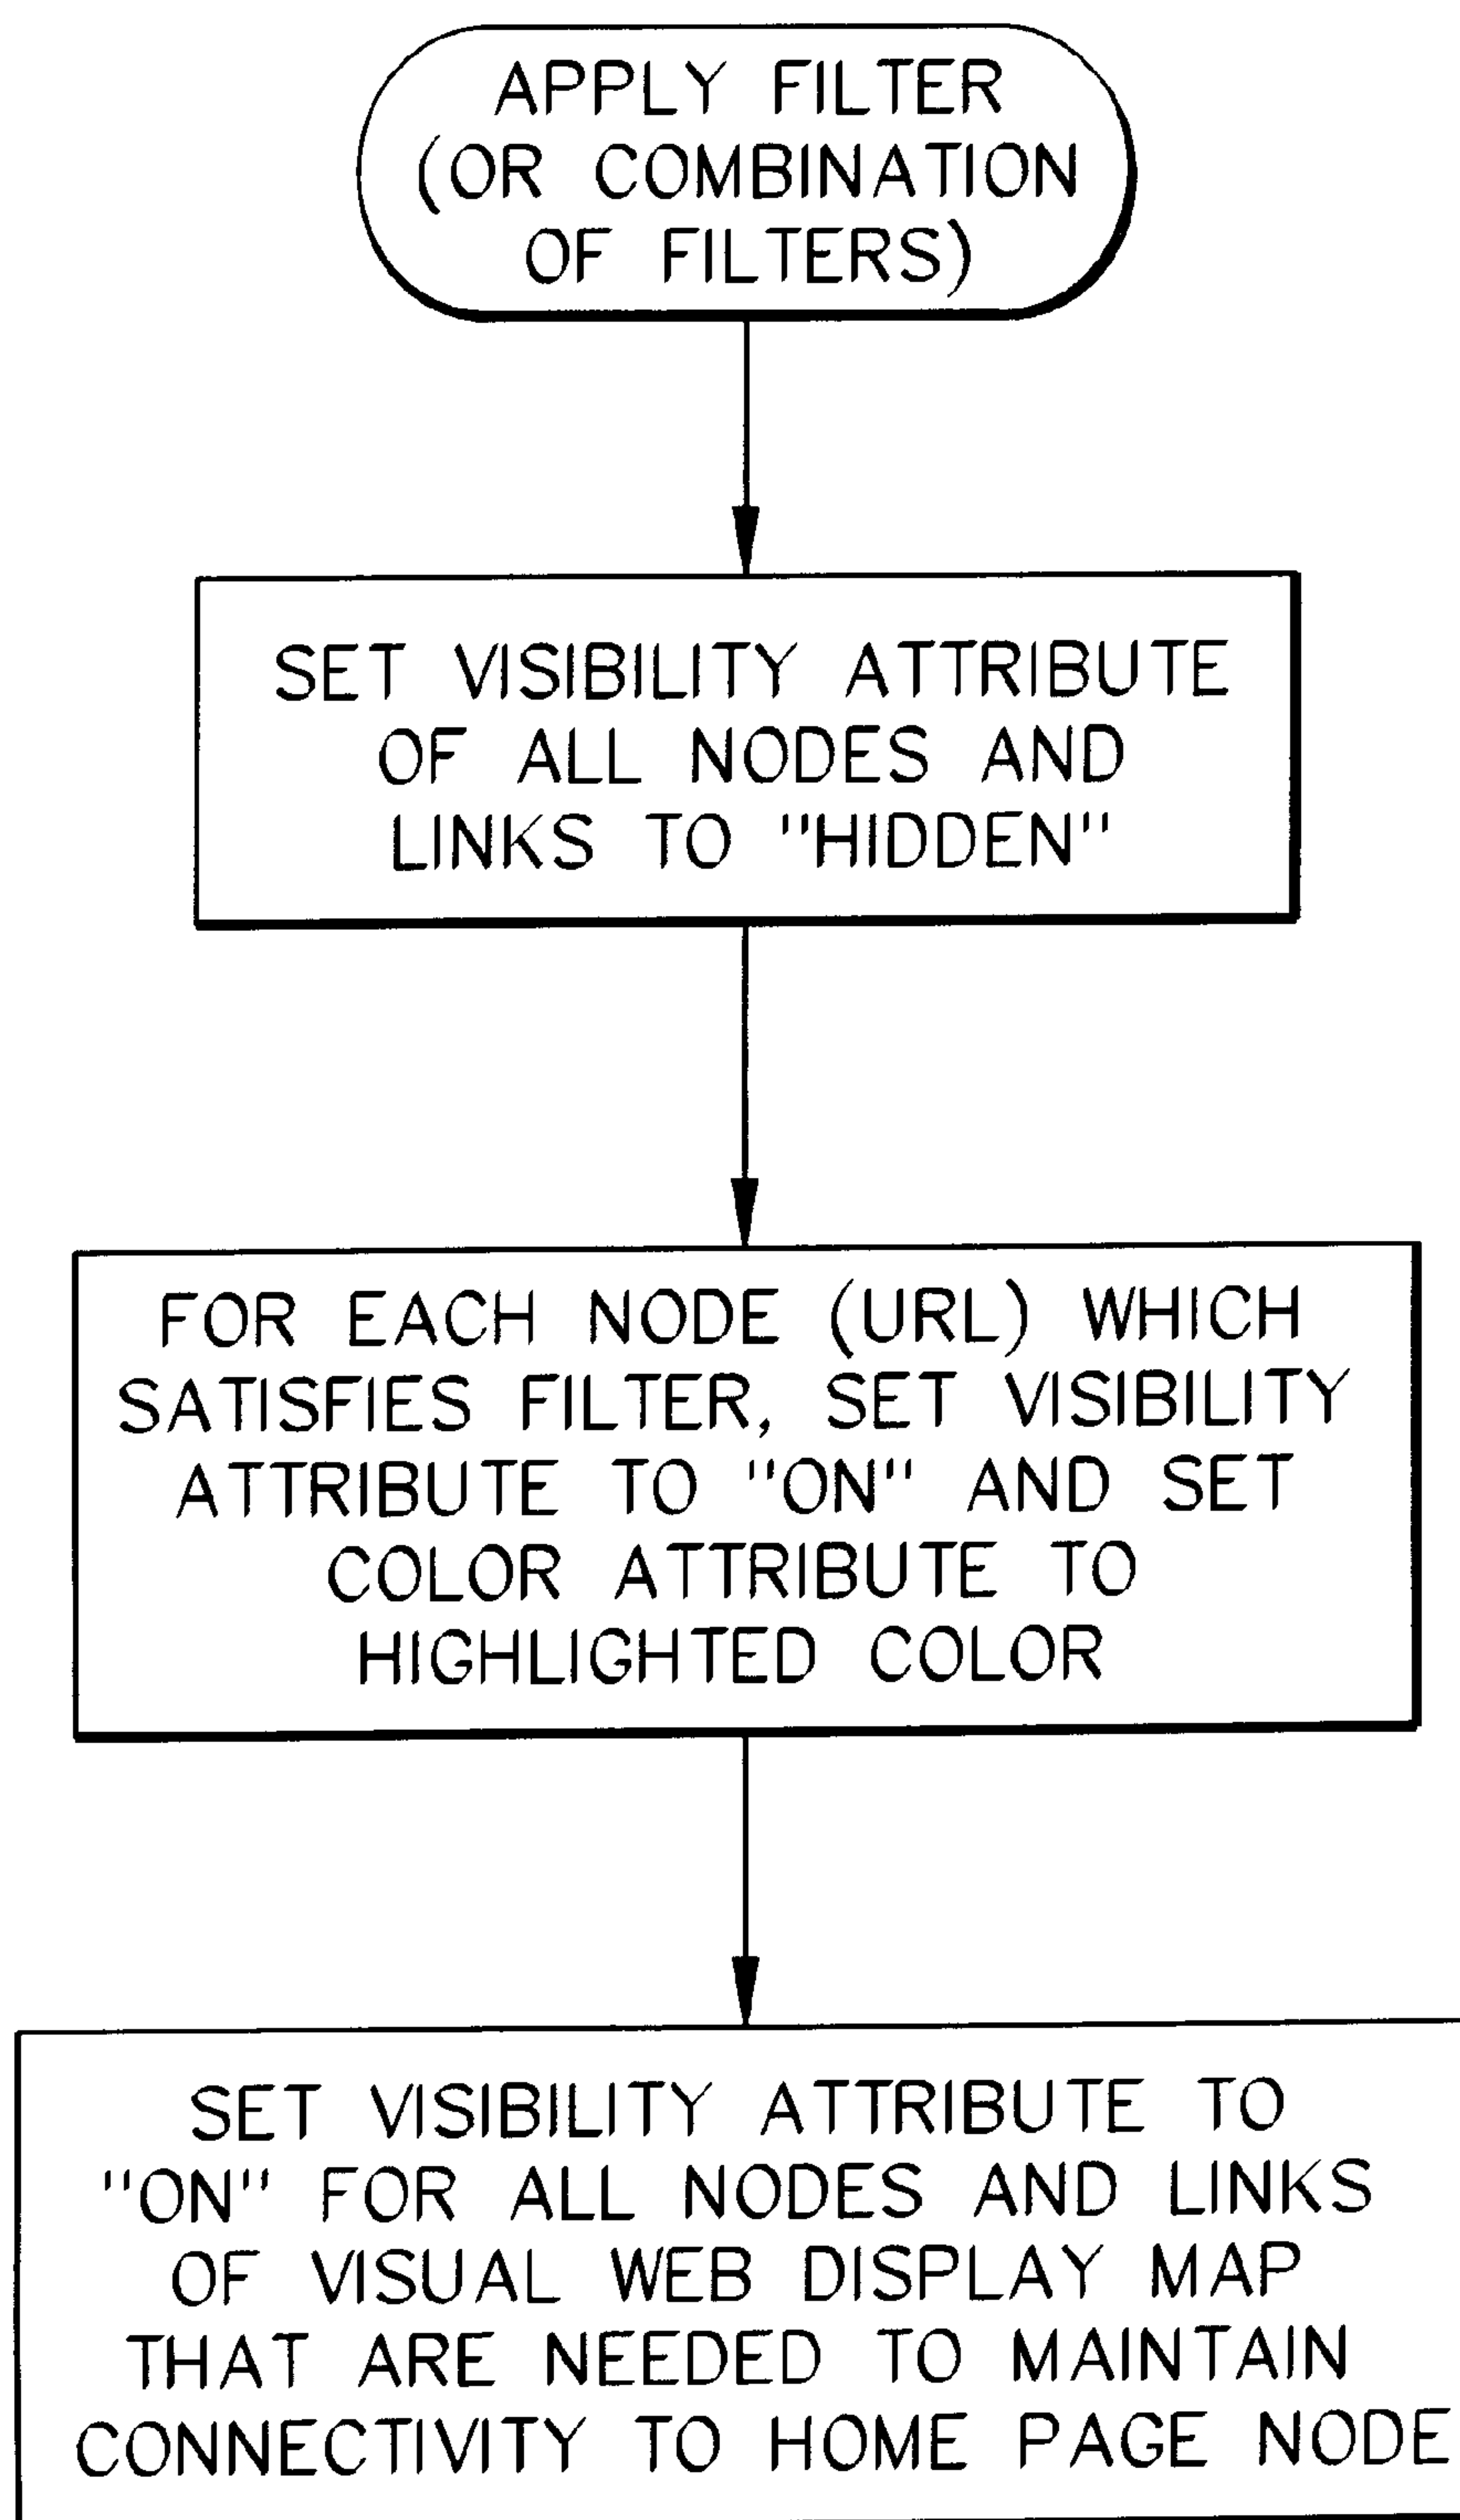 APPLY FILTER
(OR COMBINATION
OF FILTERS)
SET VISIBILITY ATTRIBUTE
OF ALL NODES AND
LINKS TO "HIDDEN"
FOR EACH NODE (URL) WHICH
SATISFIES FILTER, SET VISIBILITY
ATTRIBUTE TO "ON" AND SET
COLOR ATTRIBUTE TO
HIGHLIGHTED COLOR
SET VISIBILITY ATTRIBUTE TO
"ON" FOR ALL NODES AND LINKS
OF VISUAL WEB DISPLAY MAP
THAT ARE NEEDED TO MAINTAIN
CONNECTIVITY TO HOME PAGE NODE